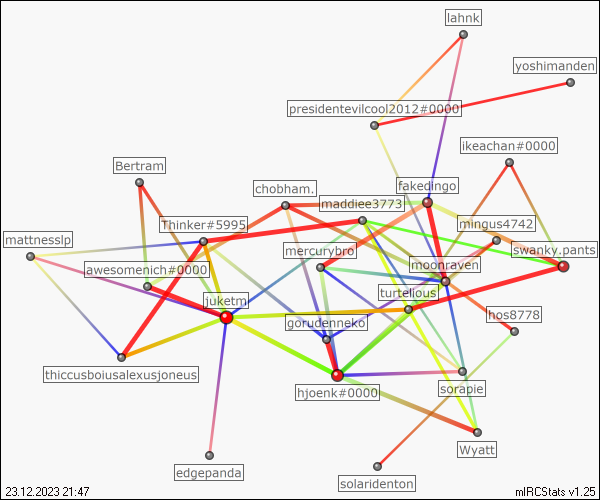 lahnk
yoshimanden
presidentevilcool2012#0000
ikeachan#0000
Bertram
chobham.
fakedingo
maddiee3773
Thinker#5995
mingus4742
mattnesslp
mercurybro
swanky.pants
moonraven
awesomenich#0000
turtelious
juketm
gorudenneko
hos8778
thiccusboiusalexusjoneus
hjoenk#0000
sorapie
Wyatt
edgepanda
solaridenton
23.12.2023 21:47
mIRCStats v1.25